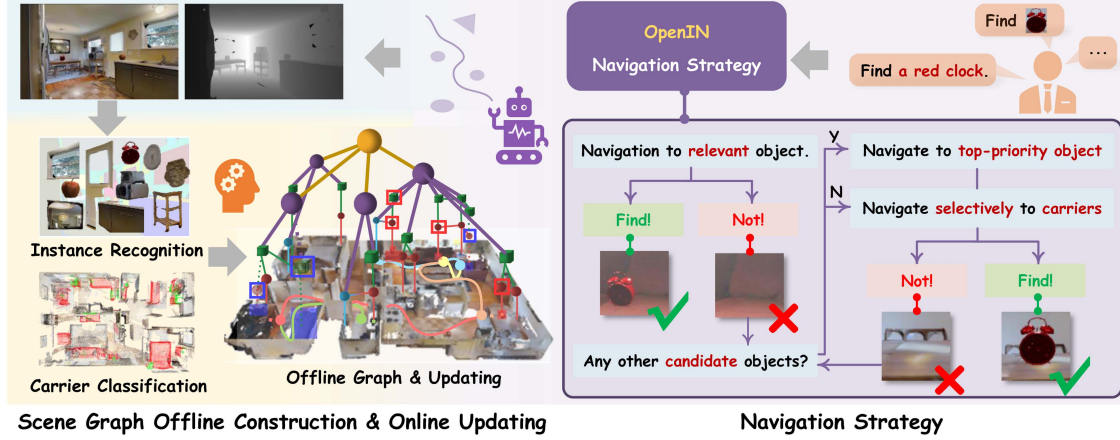 Instance Recognition
Carrier Classification
Offline Graph & Updating
Scene Graph Offline Construction & Online Updating
OpenIN
Navigation Strategy
Find
...
Find a red clock.
Navigation to relevant object.
Find!
Not!
Any other candidate objects?
Y
N
Navigate to top-priority object
Navigate selectively to carriers
Not!
Find!
Navigation Strategy